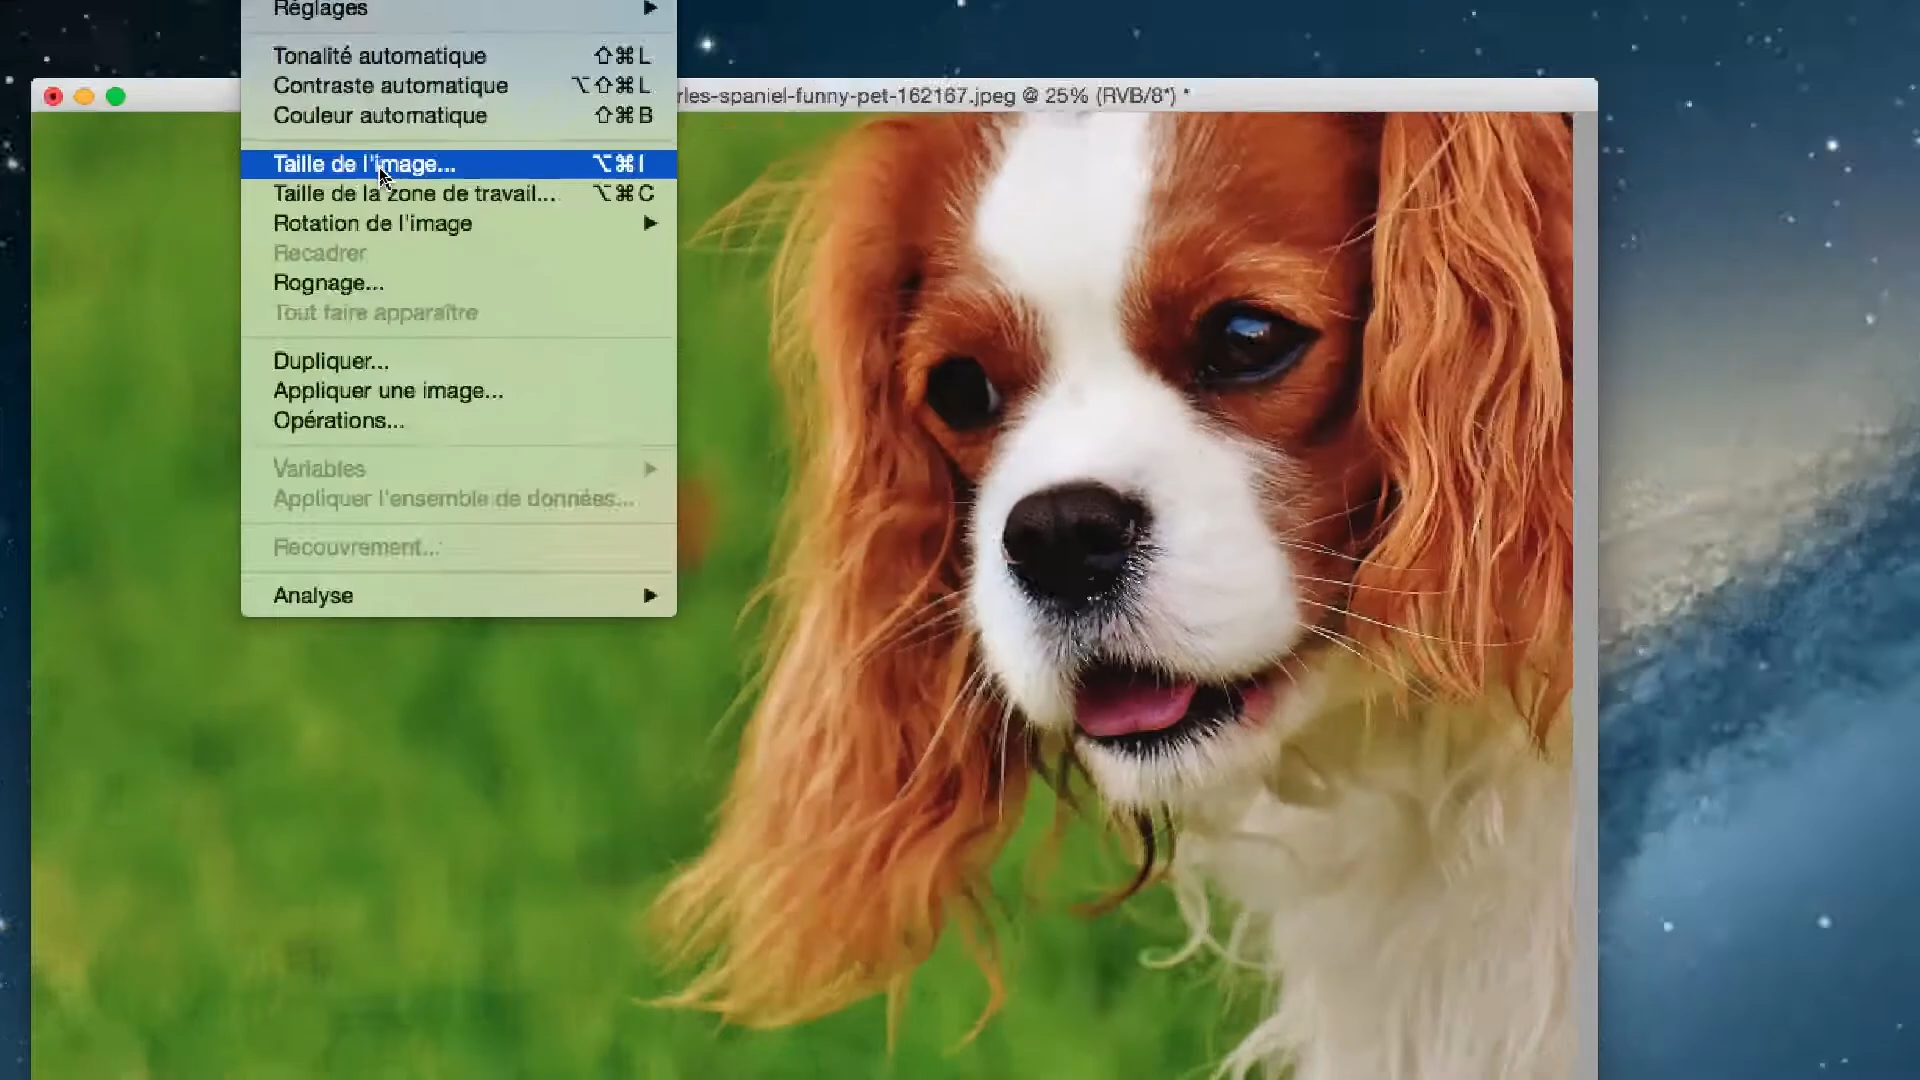 Réglages
Tonalité automatique ⇧⌘L
Contraste automatique ⌥⇧⌘L
Couleur automatique ⇧⌘B
rles-spaniel-funny-pet-162167.jpeg @ 25% (RVB/8*) *
Taille de l'image... ⌥⌘I
Taille de la zone de travail... ⌥⌘C
Rotation de l'image
Recadrer
Rognage...
Tout faire apparaître
Dupliquer...
Appliquer une image...
Opérations...
Variables
Appliquer l'ensemble de données...
Recouvrement...
Analyse